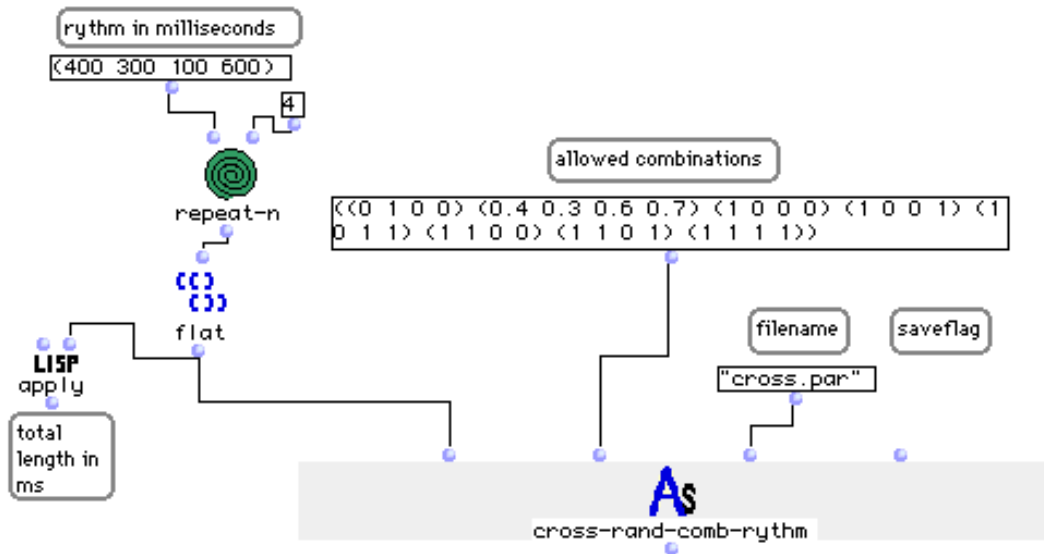 rythm in milliseconds
(400 300 100 600)
4
repeat-n
allowed combinations
((0 1 0 0) (0.4 0.3 0.6 0.7) (1 0 0 0) (1 0 0 1) (1
0 1 1) (1 1 0 0) (1 1 0 1) (1 1 1 1))
(()
())
flat
filename
saveflag
LISP
apply
"cross.par"
total
length in
ms
As
cross-rand-comb-rythm